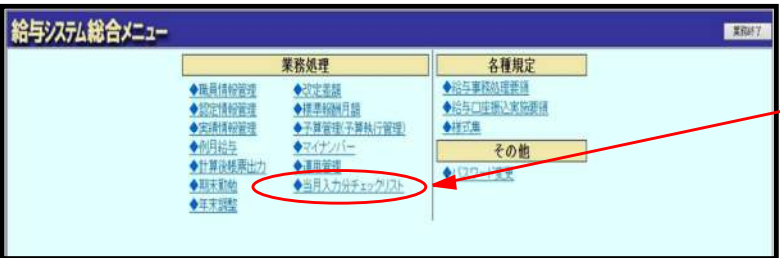 給与システム総合メニュー
業務終了
業務処理
◆職員情報管理
◆認定情報管理
◆実績情報管理
◆例月給与
◆計算後帳票出力
◆期末勤勉
◆年末調整
◆改定差額
◆標準報酬月額
◆予算管理(予算執行管理)
◆マイナンバー
◆運用管理
◆当月入力分チェックリスト
各種規定
◆給与事務処理要領
◆給与口座振込実施要領
◆様式集
その他
◆パスワード変更